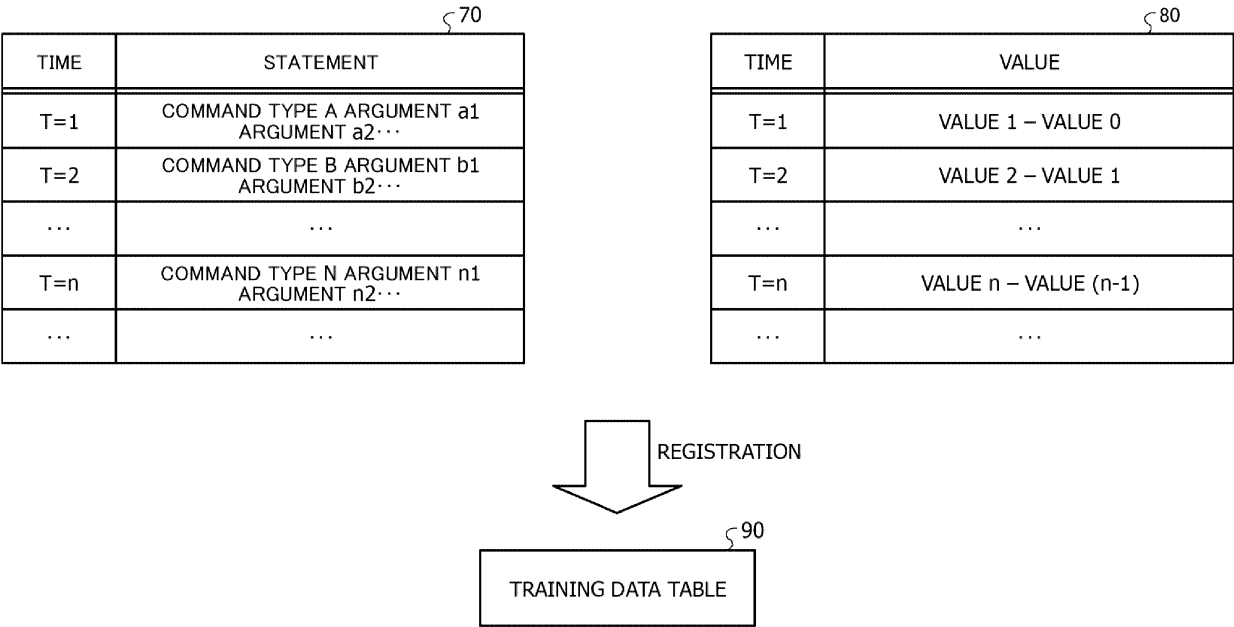 70
TIME STATEMENT
T=1 COMMAND TYPE A ARGUMENT a1
ARGUMENT a2···
T=2 COMMAND TYPE B ARGUMENT b1
ARGUMENT b2···
··· ···
T=n COMMAND TYPE N ARGUMENT n1
ARGUMENT n2···
··· ···
80
TIME VALUE
T=1 VALUE 1 – VALUE 0
T=2 VALUE 2 – VALUE 1
··· ···
T=n VALUE n – VALUE (n-1)
··· ···
REGISTRATION
90
TRAINING DATA TABLE